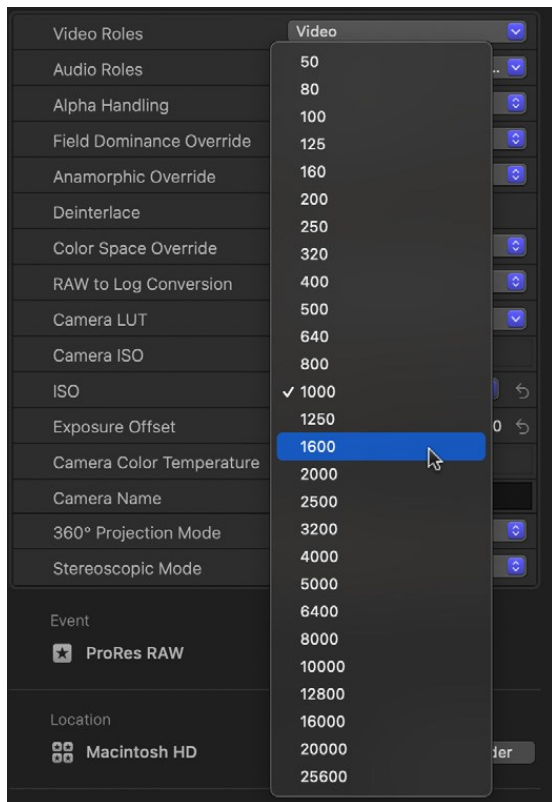 Video Roles Video
50
Audio Roles ..
80
Alpha Handling
100
Field Dominance Override
125
Anamorphic Override
160
Deinterlace
200
250
Color Space Override
320
RAW to Log Conversion
400
Camera LUT
500
640
Camera ISO
800
ISO ✓ 1000
Exposure Offset 1250 0
1600
Camera Color Temperature
2000
Camera Name
2500
360° Projection Mode
3200
Stereoscopic Mode
4000
5000
Event
6400
ProRes RAW
8000
10000
12800
Location
16000
Macintosh HD
20000 der
25600